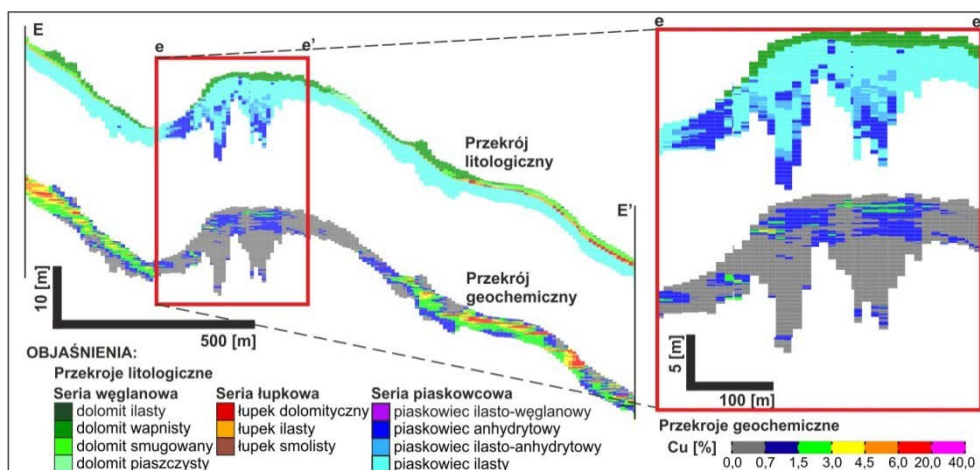 E
e
e'
e
e'
Przekrój
litologiczny
E'
Przekrój
geochemiczny
10 [m]
500 [m]
5 [m]
100 [m]
OBJAŚNIENIA:
Przekroje litologiczne
Seria węglanowa
dolomit ilasty
dolomit wapnisty
dolomit smugowany
dolomit piaszczysty
Seria łupkowa
łupek dolomityczny
łupek ilasty
łupek smolisty
Seria piaskowcowa
piaskowiec ilasto-węglanowy
piaskowiec anhydrytowy
piaskowiec ilasto-anhydrytowy
piaskowiec ilasty
Przekroje geochemiczne
Cu [%]
0,0 0,7 1,5 3,0 4,5 6,0 20,0 40,0